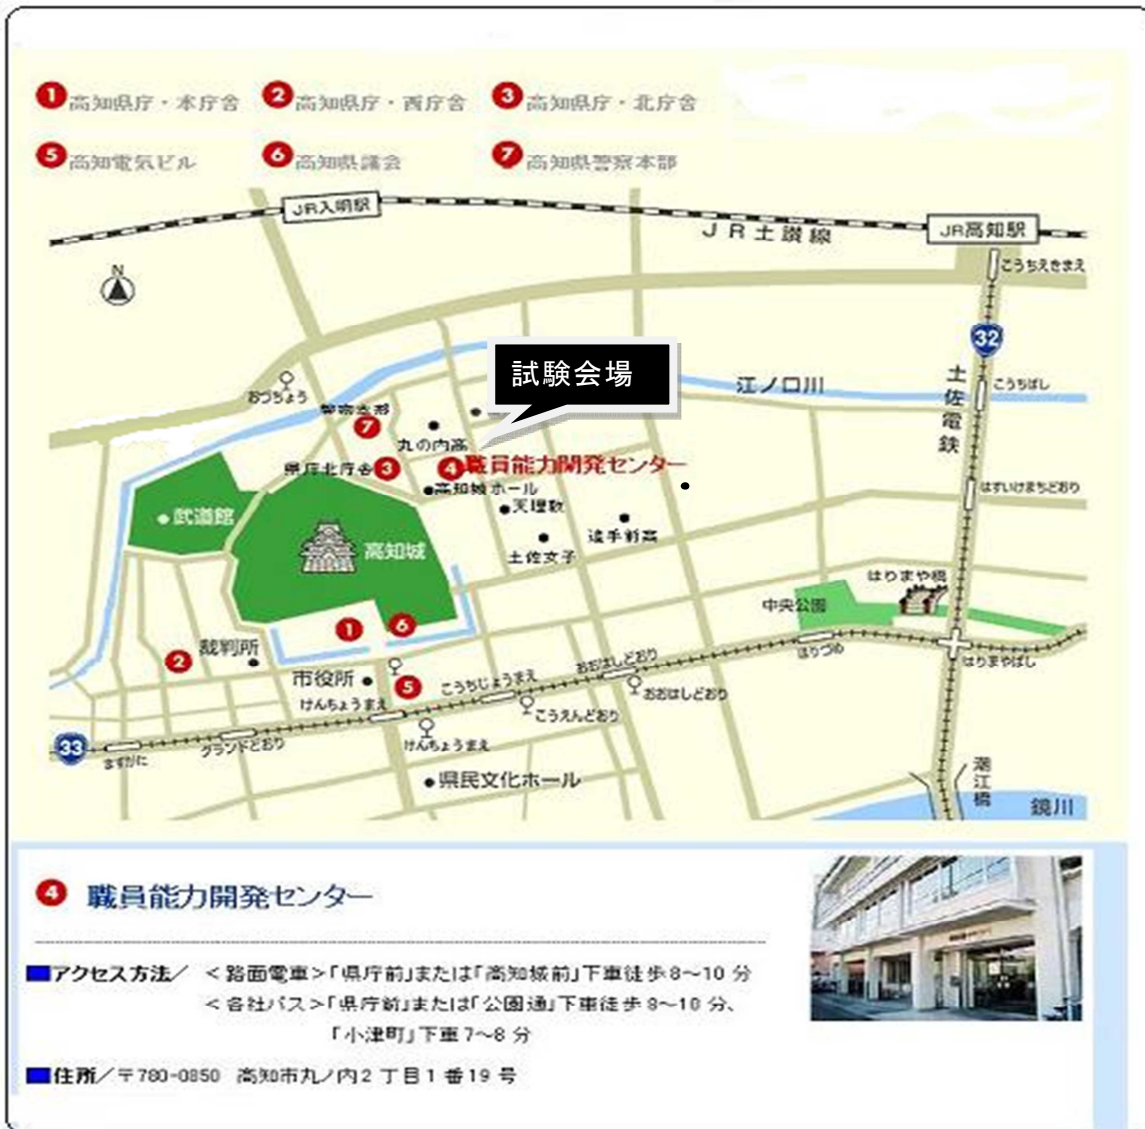 1 高知県庁・本庁舎 2 高知県庁・西庁舎 3 高知県庁・北庁舎
5 高知電気ビル 6 高知県議会 7 高知県警察本部
JR入明駅
JR土讃線
JR高知駅
こうちえきまえ
N
32
試験会場
江ノ口川
土佐電鉄
こうちばし
おづちょう
7
丸の内高
県庁北庁舎 3
4 職員能力開発センター
高知城ホール
はすいけまちどおり
武道館
天理教
追手前高
高知城
土佐女子
はりまや橋
中央公園
1
6
裁判所
2
はりまやばし
おおはしどおり
市役所
5
こうちじょうまえ
おおはしどおり
けんちょうまえ
こうえんどおり
けんちょうまえ
33
ますがた
グランドどおり
県民文化ホール
潮江橋
鏡川
4 職員能力開発センター
アクセス方法/ <路面電車>「県庁前」または「高知城前」下車徒歩8~10 分
<各社バス>「県庁前」または「公園通」下車徒歩8~10 分、
「小津町」下車7~8 分
住所/〒780-0850 高知市丸ノ内2 丁目1 番19 号